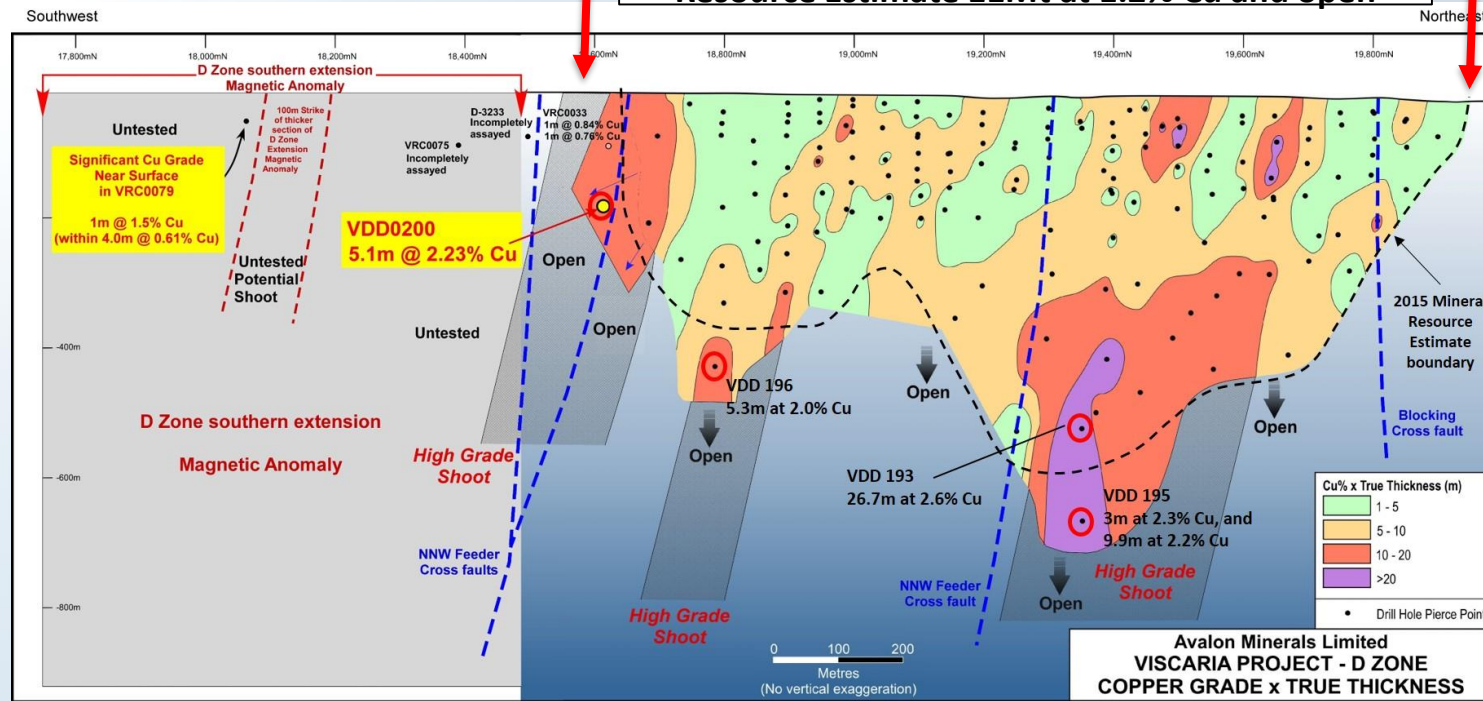 Southwest
Northeast
17,800mN
18,000mN
18,400mN
18,800mN
19,000mN
19,200mN
19,400mN
19,600mN
19,800mN
D Zone southern extension
Magnetic Anomaly
Untested
100m Strike
of thicker
section of
D Zone
Extension
Magnetic
Anomaly
D-3233
Incompletely
assayed
VRC0033
1m @ 0.84% Cu
1m @ 0.76% Cu
VRC0075
Incompletely
assayed
Significant Cu Grade
Near Surface
in VRC0079
1m @ 1.5% Cu
(within 4.0m @ 0.61% Cu)
VDD0200
5.1m @ 2.23% Cu
Untested
Potential
Shoot
Open
Open
Untested
-400m
-600m
-800m
2015 Minera
Resource
Estimate
boundary
VDD 196
5.3m at 2.0% Cu
Open
Open
Open
Open
D Zone southern extension
Magnetic Anomaly
High Grade
Shoot
Blocking
Cross fault
VDD 193
26.7m at 2.6% Cu
VDD 195
3m at 2.3% Cu, and
9.9m at 2.2% Cu
NNW Feeder
Cross faults
NNW Feeder
Cross fault
High Grade
Shoot
High Grade
Shoot
Cu% x True Thickness (m)
1 - 5
5 - 10
10 - 20
>20
Drill Hole Pierce Point
0 100 200
Metres
(No vertical exaggeration)
Avalon Minerals Limited
VISCARIA PROJECT - D ZONE
COPPER GRADE x TRUE THICKNESS